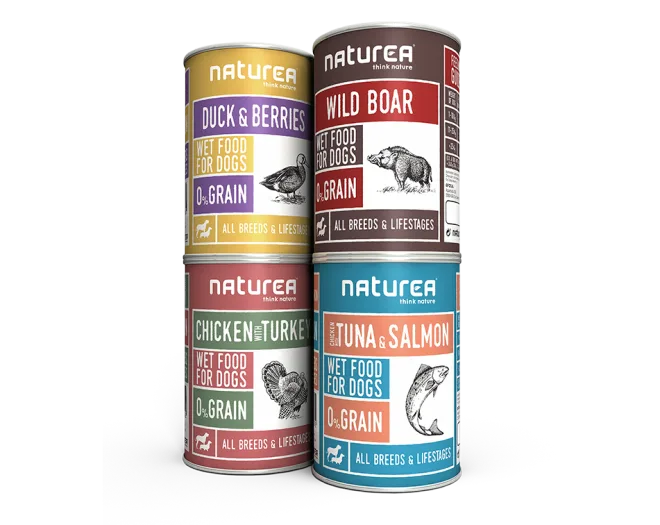 NATUREA
think nature
DUCK & BERRIES
WET FOOD
FOR DOGS
0% GRAIN
ALL BREEDS & LIFESTAGES
NATUREA
think nature
WILD BOAR
WET FOOD
FOR DOGS
0% GRAIN
ALL BREEDS & LIFESTAGES
NATUREA
think nature
CHICKEN WITH TURKEY
WET FOOD
FOR DOGS
0% GRAIN
ALL BREEDS & LIFESTAGES
NATUREA
think nature
CHICKEN
TUNA & SALMON
WET FOOD
FOR DOGS
0% GRAIN
ALL BREEDS & LIFESTAGES